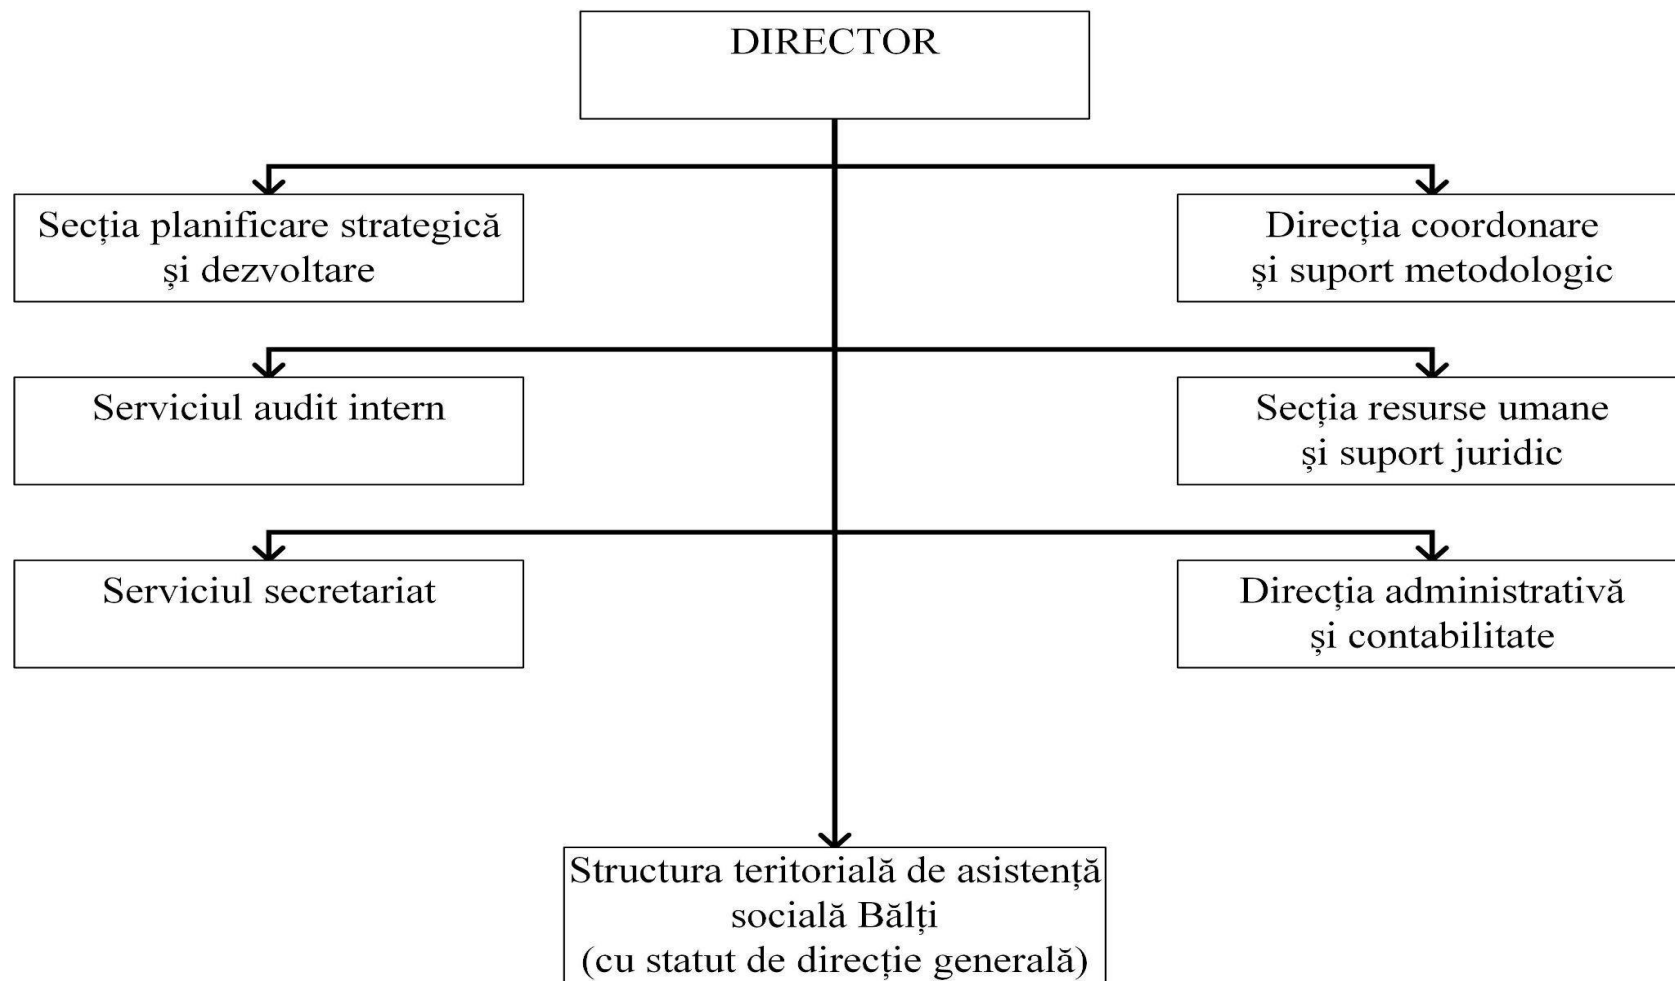 DIRECTOR
Secția planificare strategică
și dezvoltare
Direcția coordonare
și suport metodologic
Serviciul audit intern
Secția resurse umane
și suport juridic
Serviciul secretariat
Direcția administrativă
și contabilitate
Structura teritorială de asistență
socială Bălți
(cu statut de direcție generală)